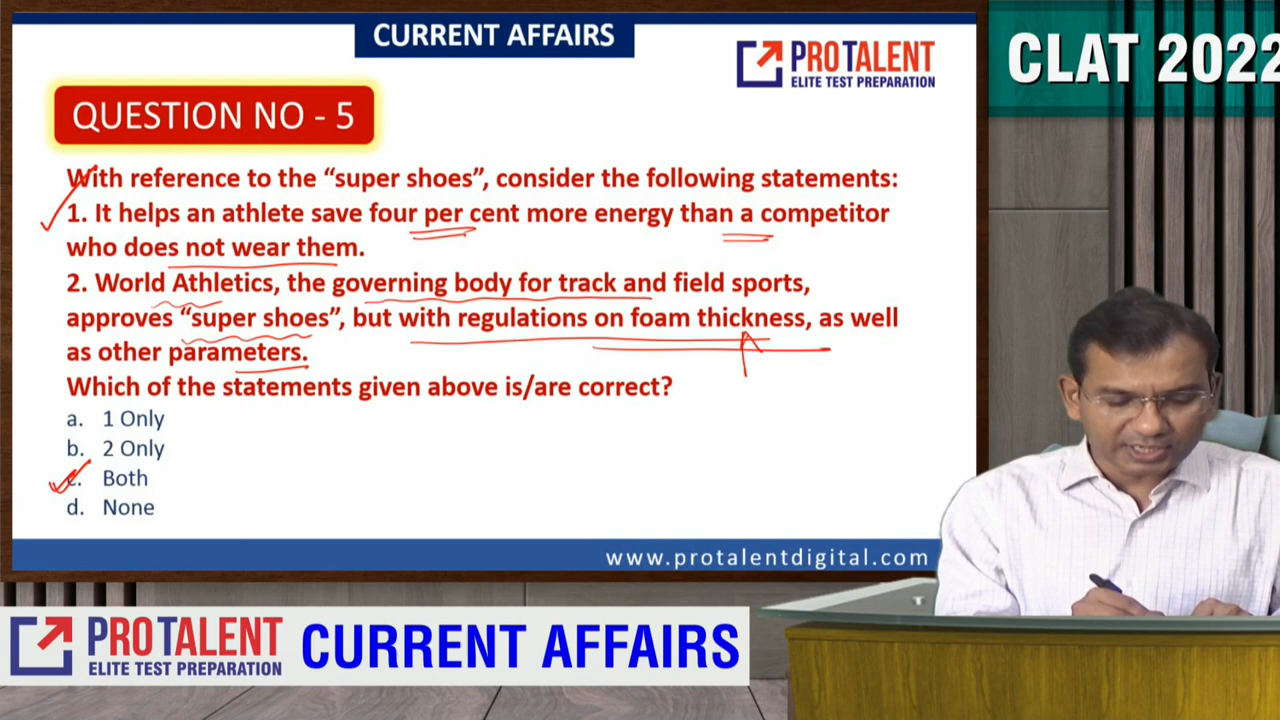 CURRENT AFFAIRS
PROTALENT
ELITE TEST PREPARATION
CLAT 2022
QUESTION NO - 5
With reference to the “super shoes”, consider the following statements:
1. It helps an athlete save four per cent more energy than a competitor
who does not wear them.
2. World Athletics, the governing body for track and field sports,
approves “super shoes”, but with regulations on foam thickness, as well
as other parameters.
Which of the statements given above is/are correct?
a. 1 Only
b. 2 Only
c. Both
d. None
www.protalentdigital.com
PROTALENT
ELITE TEST PREPARATION
CURRENT AFFAIRS